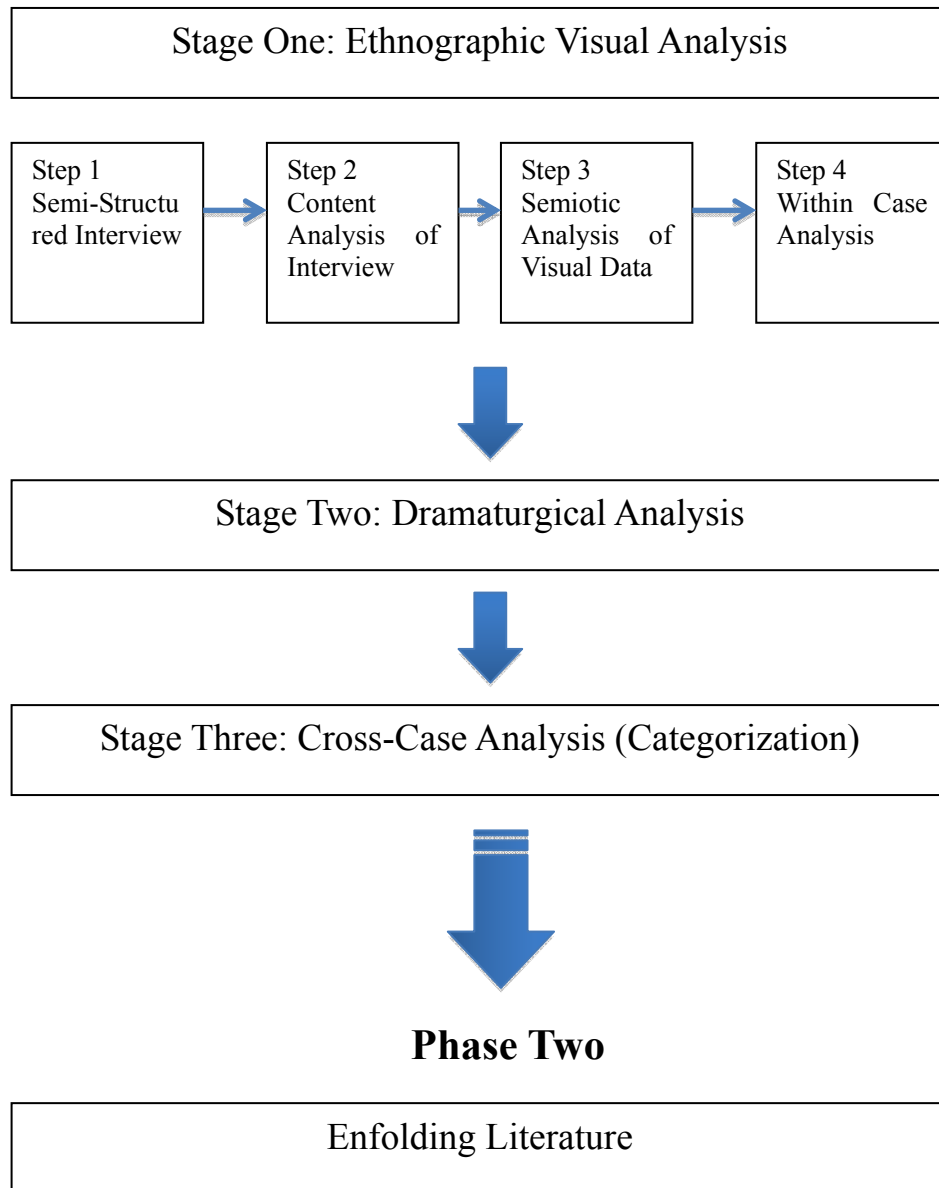 Stage One: Ethnographic Visual Analysis
Step 1
Semi-Structu
red Interview
Step 2
Content
Analysis of
Interview
Step 3
Semiotic
Analysis of
Visual Data
Step 4
Within Case
Analysis
Stage Two: Dramaturgical Analysis
Stage Three: Cross-Case Analysis (Categorization)
Phase Two
Enfolding Literature